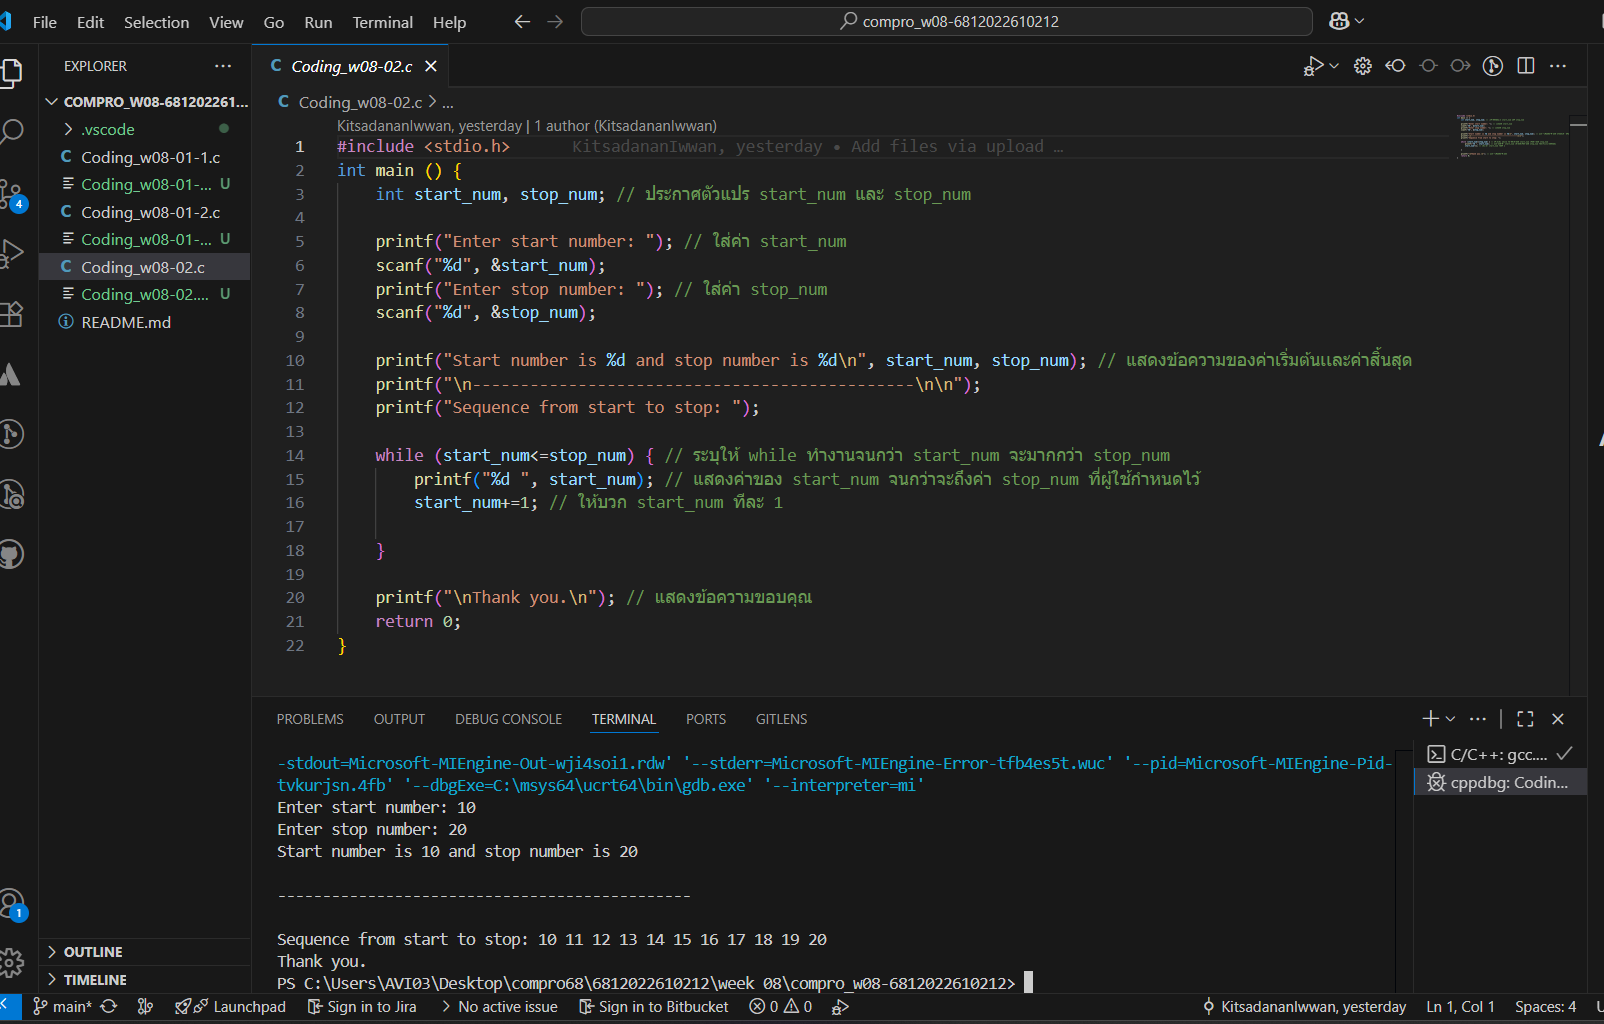 File Edit Selection View Go Run Terminal Help
compro_w08-6812022610212
EXPLORER
COMPRO_W08-681202261...
.vscode
C Coding_w08-01-1.c
Coding_w08-01-... U
C Coding_w08-01-2.c
Coding_w08-01-... U
C Coding_w08-02.c
Coding_w08-02.... U
README.md
OUTLINE
TIMELINE
4
1
C Coding_w08-02.c
C Coding_w08-02.c > ...
KitsadananIwwan, yesterday | 1 author (KitsadananIwwan)
1 #include <stdio.h> KitsadananIwwan, yesterday • Add files via upload …
2 int main () {
3 int start_num, stop_num; // ประกาศตัวแปร start_num และ stop_num
4
5 printf("Enter start number: "); // ใส่ค่า start_num
6 scanf("%d", &start_num);
7 printf("Enter stop number: "); // ใส่ค่า stop_num
8 scanf("%d", &stop_num);
9
10 printf("Start number is %d and stop number is %d\n", start_num, stop_num); // แสดงข้อความของค่าเริ่มต้นและค่าสิ้นสุด
11 printf("\n----------------------------------------------\n\n");
12 printf("Sequence from start to stop: ");
13
14 while (start_num<=stop_num) { // ระบุให้ while ทำงานจนกว่า start_num จะมากกว่า stop_num
15 printf("%d ", start_num); // แสดงค่าของ start_num จนกว่าจะถึงค่า stop_num ที่ผู้ใช้กำหนดไว้
16 start_num+=1; // ให้บวก start_num ทีละ 1
17
18 }
19
20 printf("\nThank you.\n"); // แสดงข้อความขอบคุณ
21 return 0;
22 }
PROBLEMS OUTPUT DEBUG CONSOLE TERMINAL PORTS GITLENS
-stdout=Microsoft-MIEngine-Out-wji4soi1.rdw' '--stderr=Microsoft-MIEngine-Error-tfb4es5t.wuc' '--pid=Microsoft-MIEngine-Pid-
tvkurjsn.4fb' '--dbgExe=C:\msys64\ucrt64\bin\gdb.exe' '--interpreter=mi'
Enter start number: 10
Enter stop number: 20
Start number is 10 and stop number is 20
----------------------------------------------
Sequence from start to stop: 10 11 12 13 14 15 16 17 18 19 20
Thank you.
PS C:\Users\AVI03\Desktop\compro68\6812022610212\week 08\compro_w08-6812022610212>
C/C++: gcc....
cppdbg: Codin...
main* Launchpad Sign in to Jira No active issue Sign in to Bitbucket 0 0 KitsadananIwwan, yesterday Ln 1, Col 1 Spaces: 4